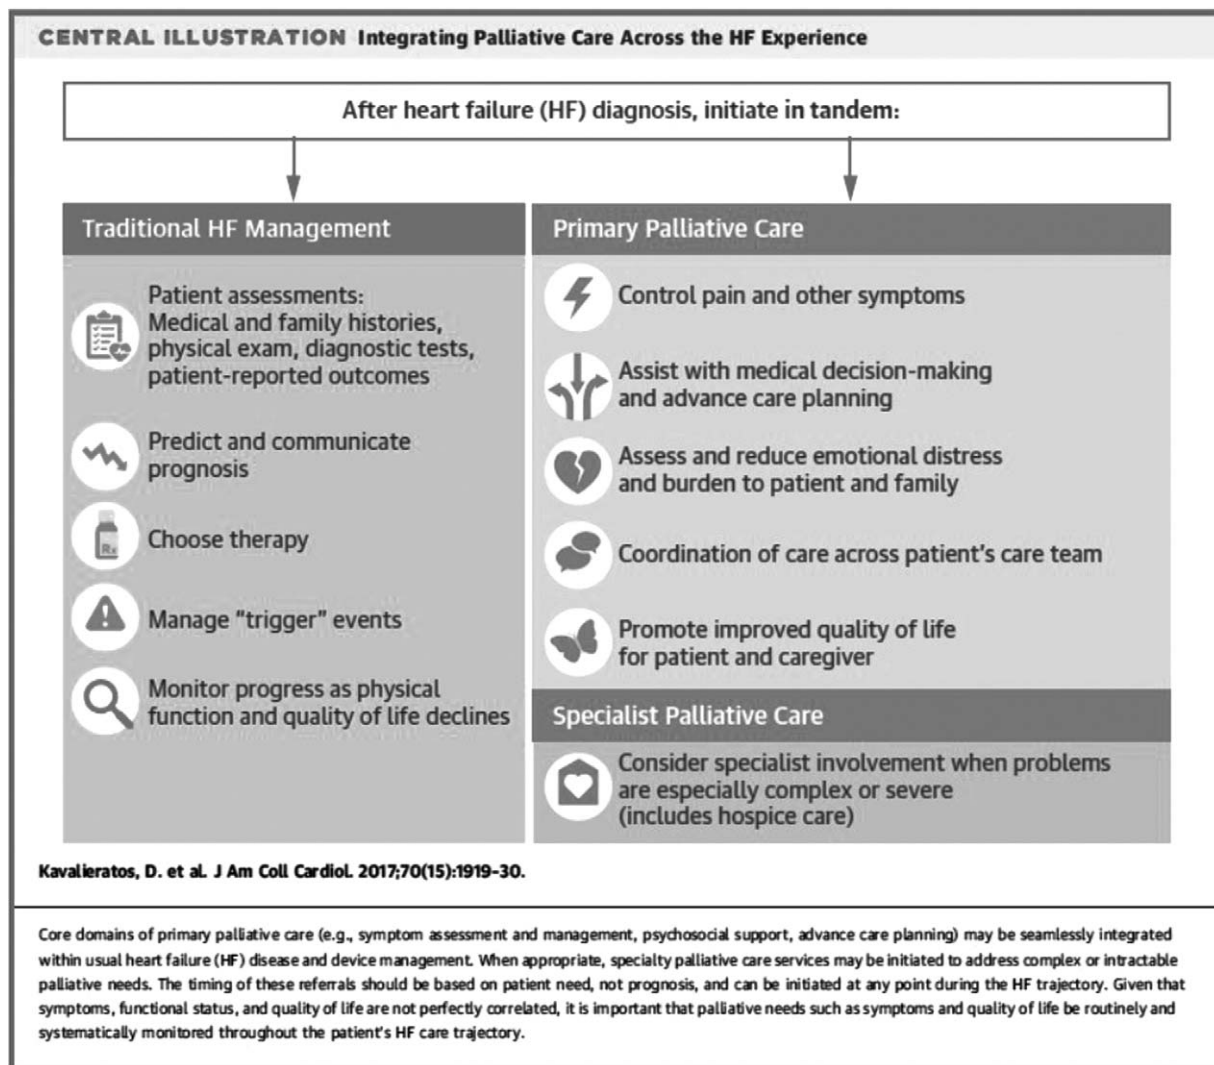 CENTRAL ILLUSTRATION Integrating Palliative Care Across the HF Experience
After heart failure (HF) diagnosis, initiate in tandem:
Traditional HF Management
Patient assessments:
Medical and family histories,
physical exam, diagnostic tests,
patient-reported outcomes
Predict and communicate
prognosis
Rx
Choose therapy
Manage “trigger” events
Monitor progress as physical
function and quality of life declines
Primary Palliative Care
Control pain and other symptoms
Assist with medical decision-making
and advance care planning
Assess and reduce emotional distress
and burden to patient and family
Coordination of care across patient’s care team
Promote improved quality of life
for patient and caregiver
Specialist Palliative Care
Consider specialist involvement when problems
are especially complex or severe
(includes hospice care)
Kavalieratos, D. et al. J Am Coll Cardiol. 2017;70(15):1919–30.
Core domains of primary palliative care (e.g., symptom assessment and management, psychosocial support, advance care planning) may be seamlessly integrated
within usual heart failure (HF) disease and device management. When appropriate, specialty palliative care services may be initiated to address complex or intractable
palliative needs. The timing of these referrals should be based on patient need, not prognosis, and can be initiated at any point during the HF trajectory. Given that
symptoms, functional status, and quality of life are not perfectly correlated, it is important that palliative needs such as symptoms and quality of life be routinely and
systematically monitored throughout the patient’s HF care trajectory.